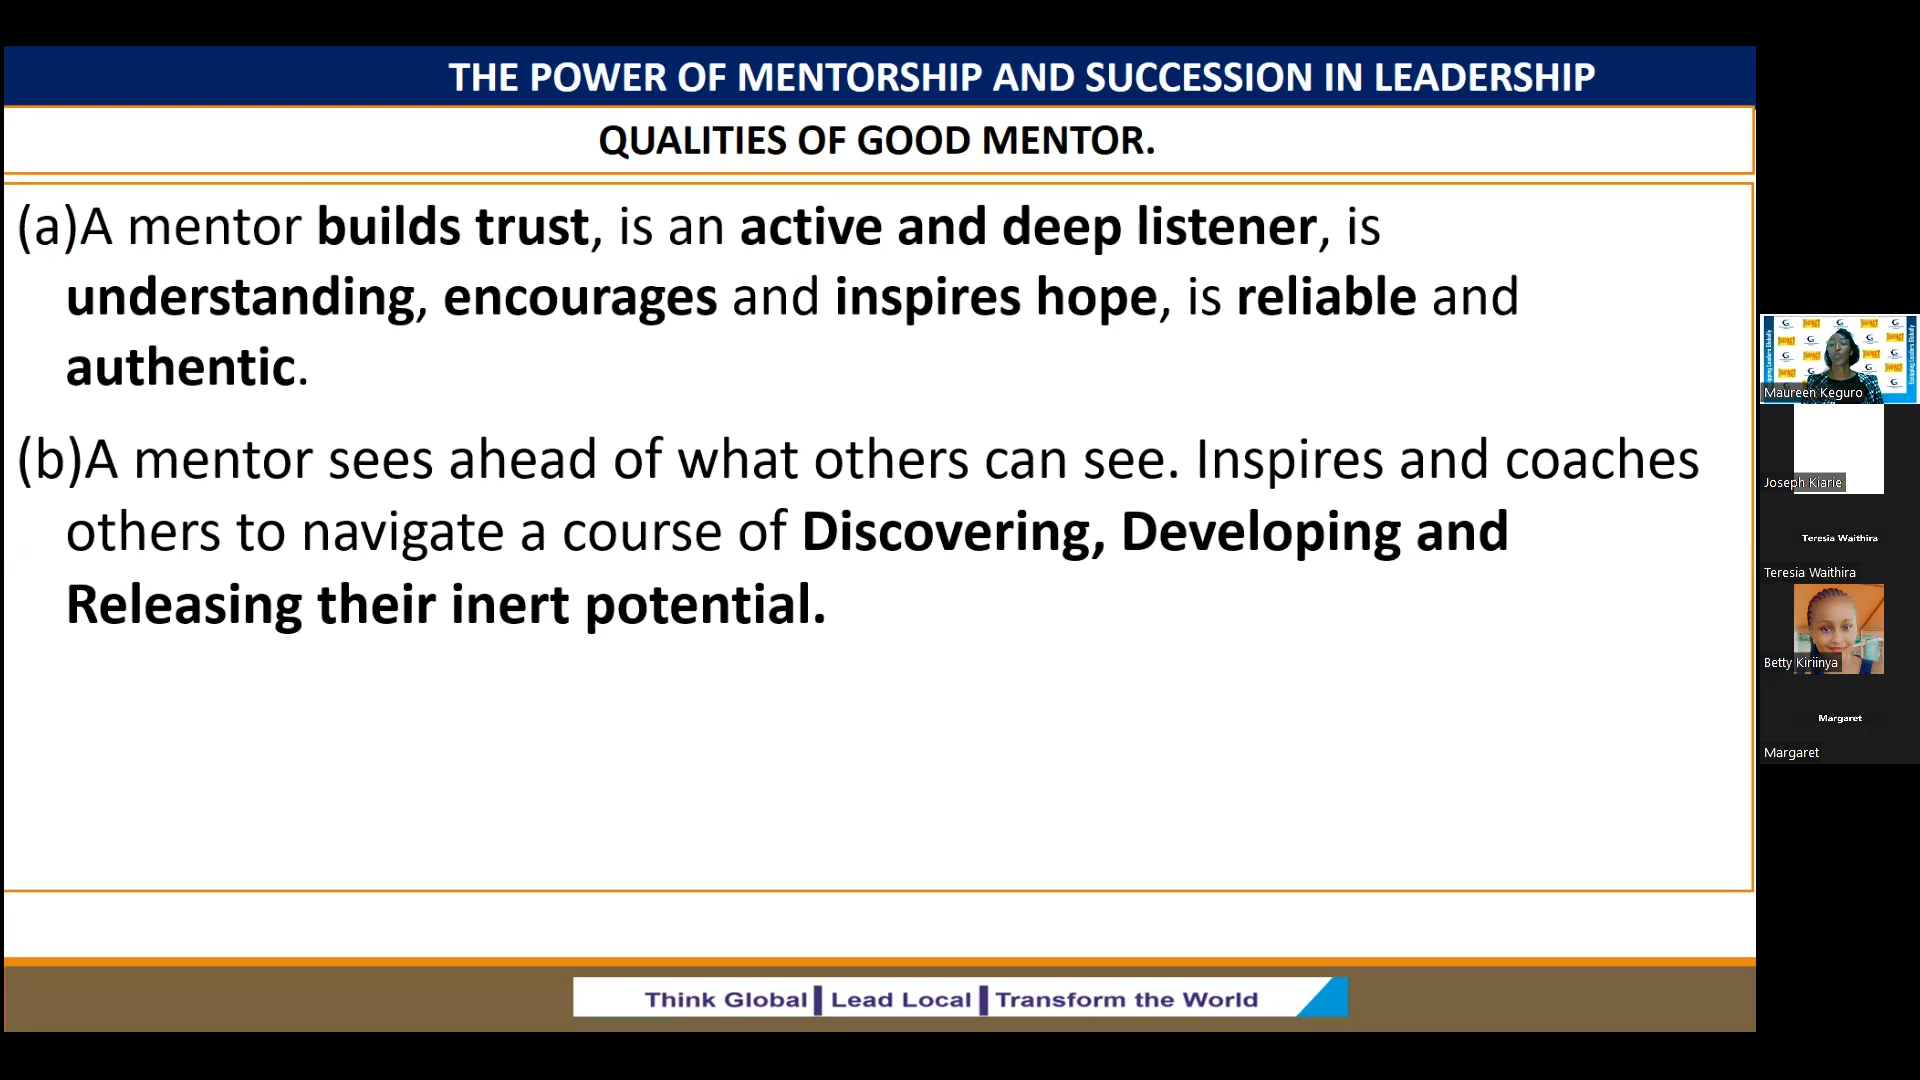 THE POWER OF MENTORSHIP AND SUCCESSION IN LEADERSHIP
QUALITIES OF GOOD MENTOR.
(a)A mentor builds trust, is an active and deep listener, is
understanding, encourages and inspires hope, is reliable and
authentic.
(b)A mentor sees ahead of what others can see. Inspires and coaches
others to navigate a course of Discovering, Developing and
Releasing their inert potential.
Think Global Lead Local Transform the World
Maureen Keguro
Joseph Kiarie
Teresia Waithira
Teresia Waithira
Betty Kiriinya
Margaret
Margaret